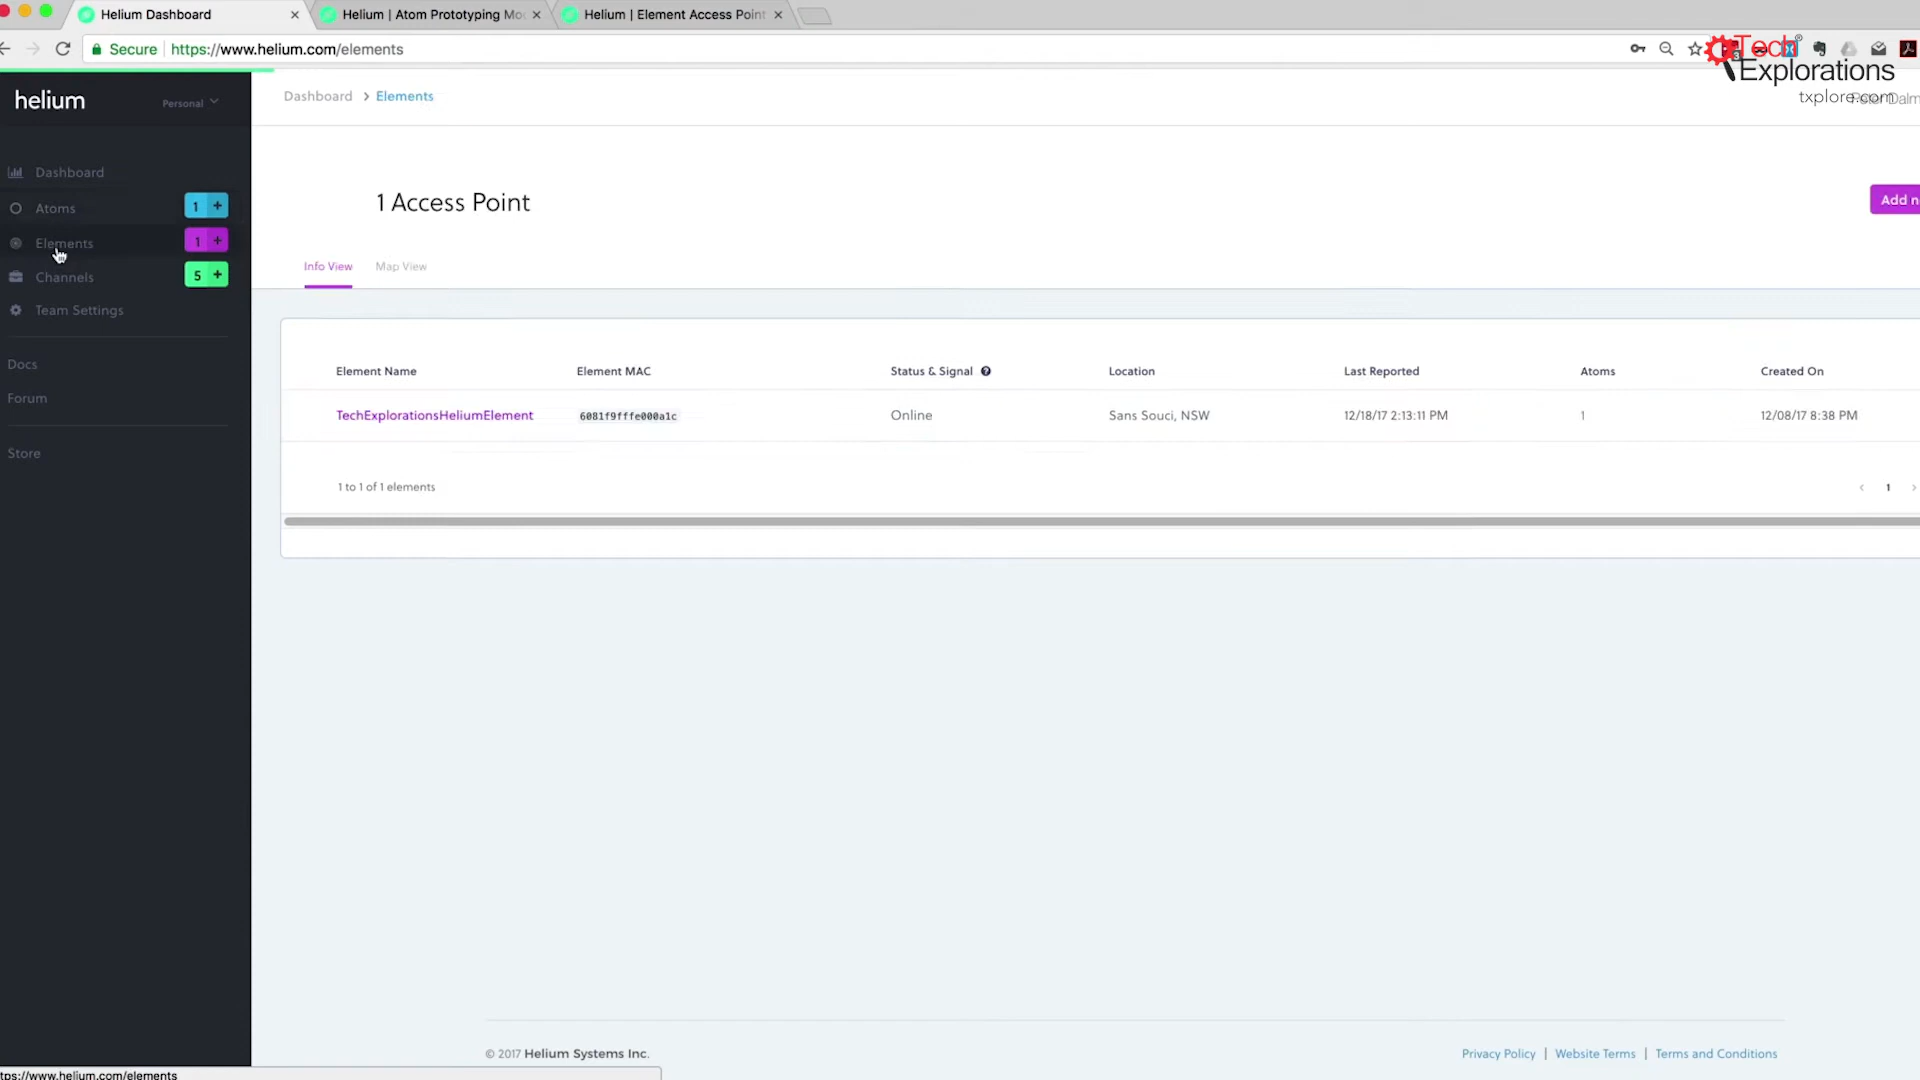 Helium Dashboard
Helium | Atom Prototyping Mo
Helium | Element Access Point
Secure
https://www.helium.com/elements
Tech
Explorations
txplore.com
helium
Personal
Dashboard > Elements
Dashboard
Atoms 1 +
Elements 1 +
Channels 5 +
Team Settings
Docs
Forum
Store
1 Access Point
Add n
Info View Map View
Element Name Element MAC Status & Signal ? Location Last Reported Atoms Created On
TechExplorationsHeliumElement 6081f9fffe000a1c Online Sans Souci, NSW 12/18/17 2:13:11 PM 1 12/08/17 8:38 PM
1 to 1 of 1 elements
< 1 >
© 2017 Helium Systems Inc.
Privacy Policy | Website Terms | Terms and Conditions
tps://www.helium.com/elements